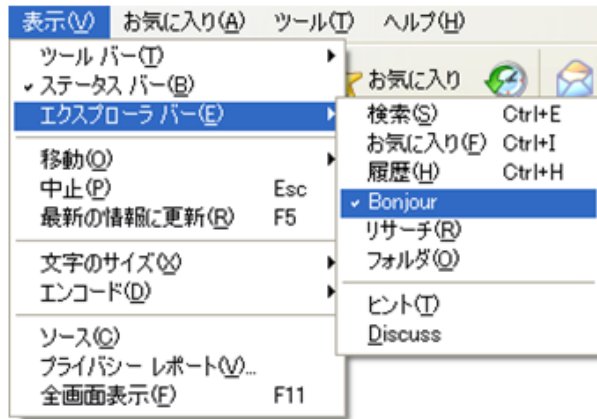 表示(V) お気に入り(A) ツール(T) ヘルプ(H)
ツール バー(T)
ステータス バー(B)
エクスプローラ バー(E)
移動(O)
中止(P) Esc
最新の情報に更新(R) F5
文字のサイズ(X)
エンコード(D)
ソース(C)
プライバシー レポート(V)...
全画面表示(F) F11
お気に入り
検索(S) Ctrl+E
お気に入り(F) Ctrl+I
履歴(H) Ctrl+H
Bonjour
リサーチ(R)
フォルダ(O)
ヒント(T)
Discuss